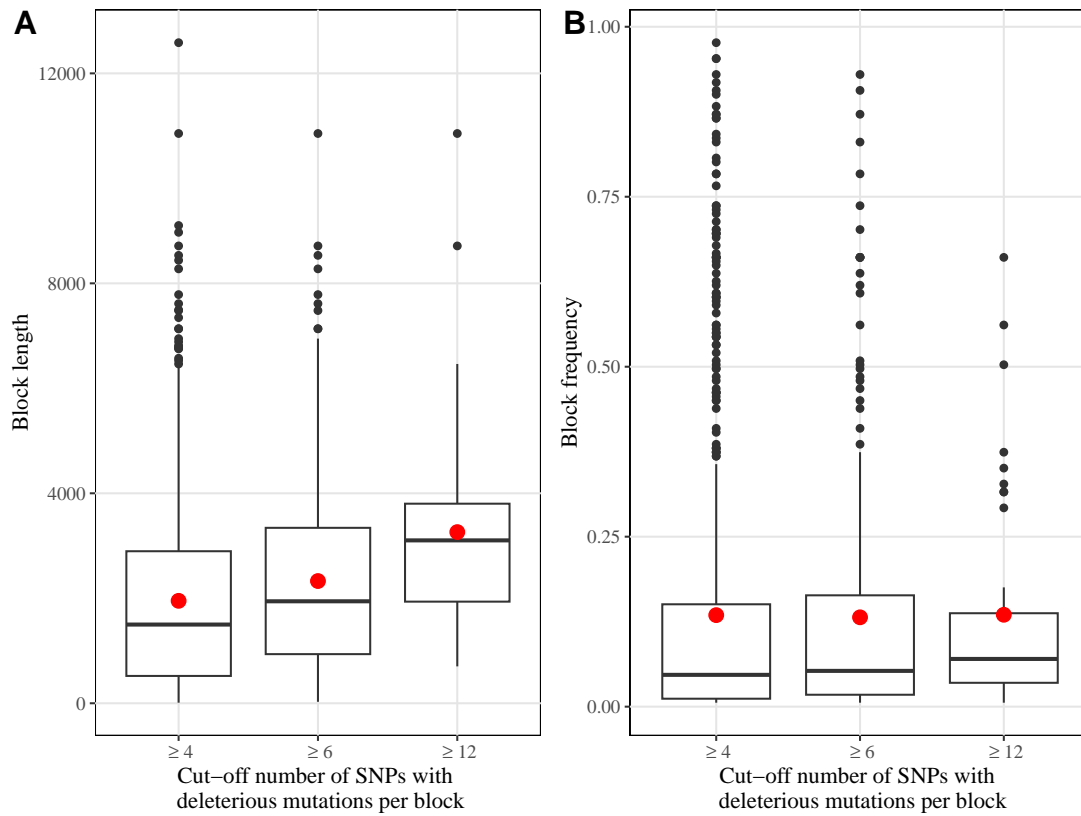 A
12000
8000
4000
0
Block length
≥ 4
≥ 6
≥ 12
Cut−off number of SNPs with
deleterious mutations per block
B
1.00
0.75
0.50
0.25
0.00
Block frequency
≥ 4
≥ 6
≥ 12
Cut−off number of SNPs with
deleterious mutations per block